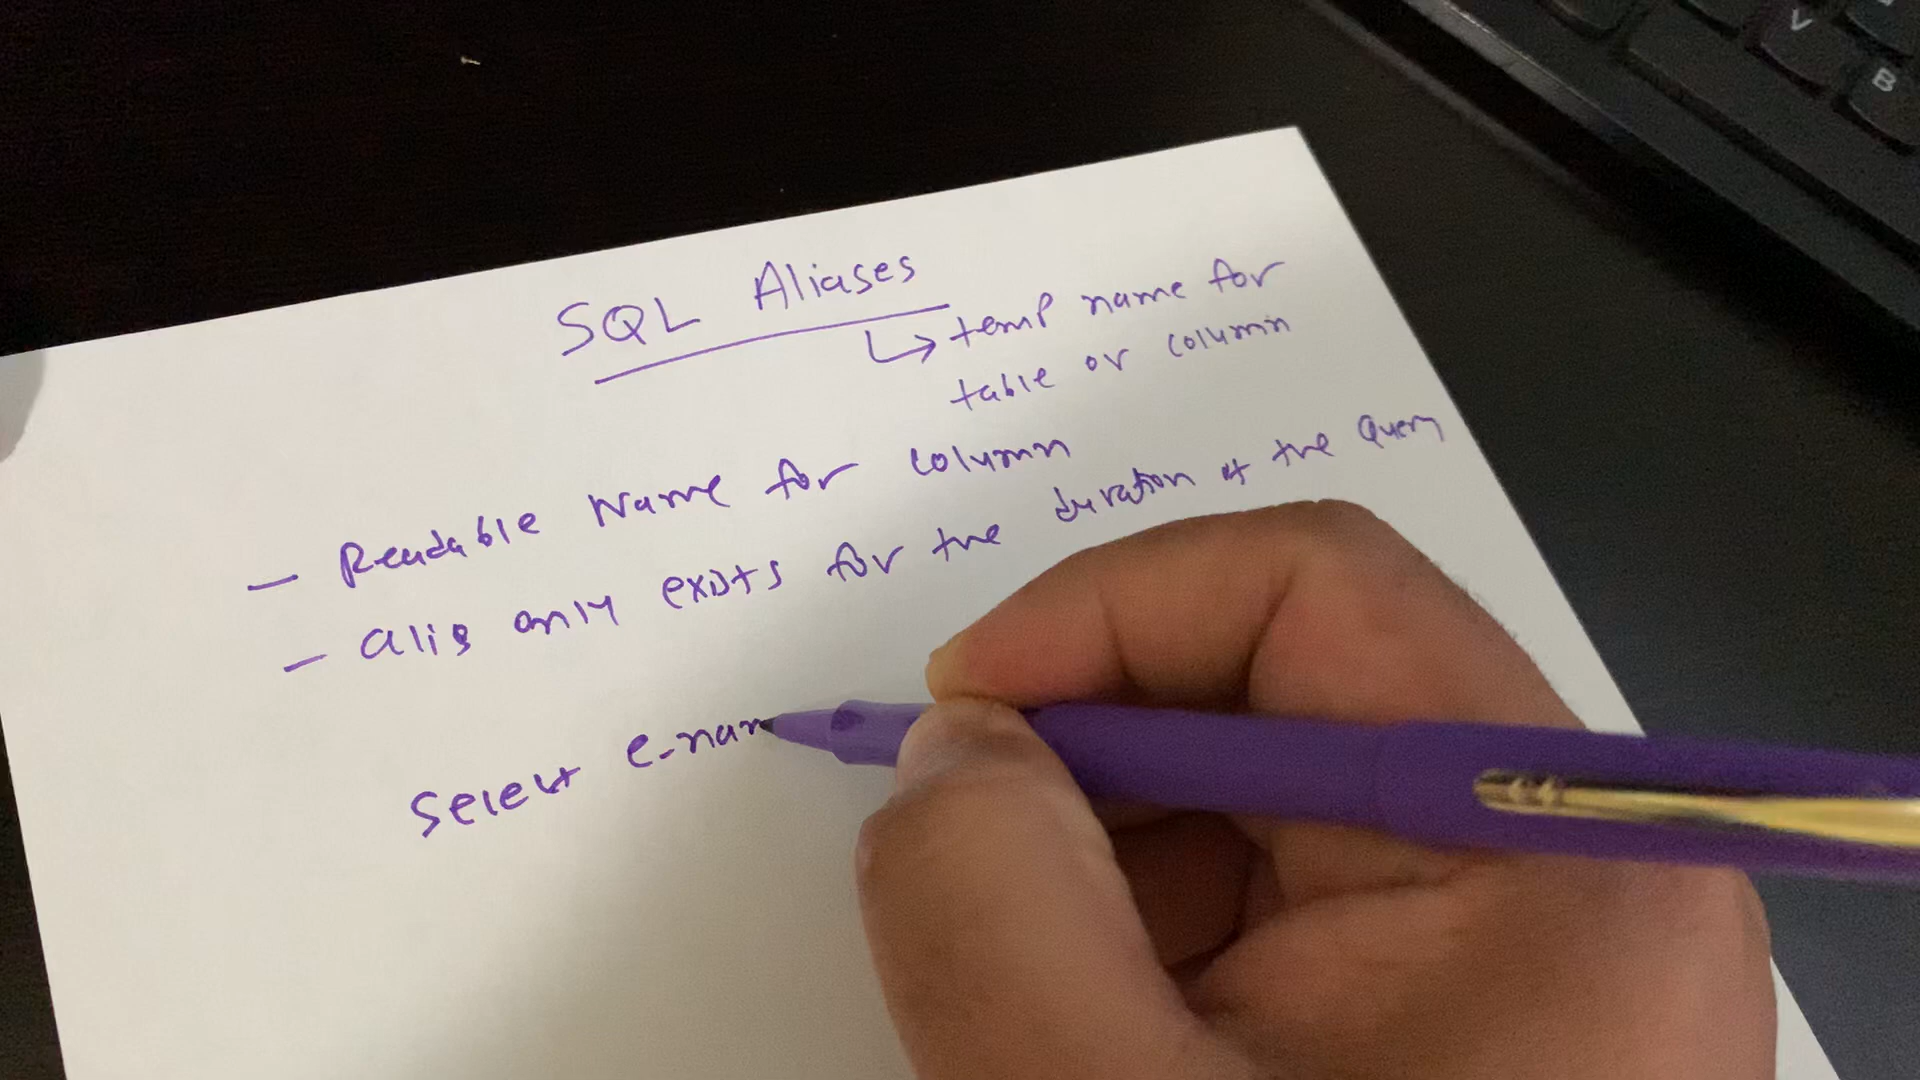 SQL Aliases
↳ temp name for
table or column
- Readable Name for column
- alis only exists for the duration of the Query
Select e-nam
V
B